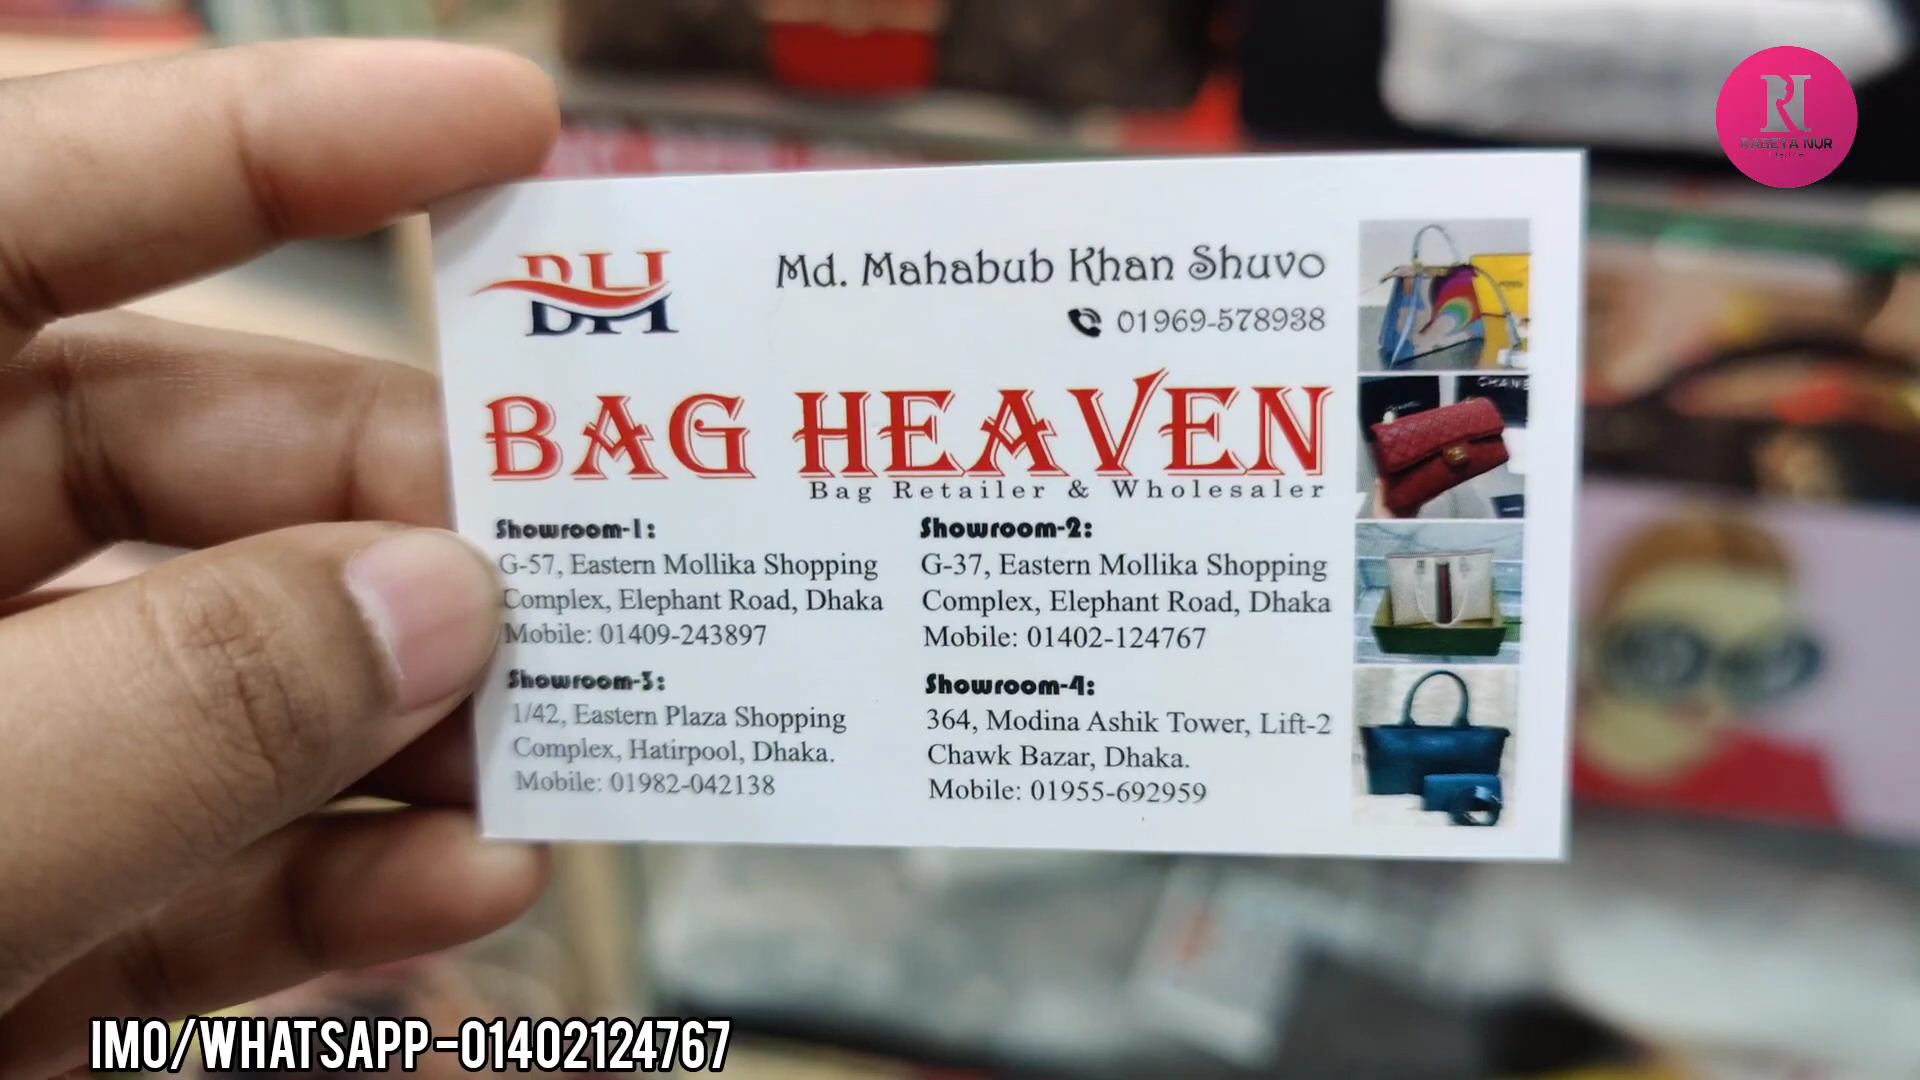 RABEYA NUR
BH
Md. Mahabub Khan Shuvo
01969-578938
BAG HEAVEN
Bag Retailer & Wholesaler
Showroom-1:
G-57, Eastern Mollika Shopping
Complex, Elephant Road, Dhaka
Mobile: 01409-243897
Showroom-2:
G-37, Eastern Mollika Shopping
Complex, Elephant Road, Dhaka
Mobile: 01402-124767
Showroom-3:
1/42, Eastern Plaza Shopping
Complex, Hatirpool, Dhaka.
Mobile: 01982-042138
Showroom-4:
364, Modina Ashik Tower, Lift-2
Chawk Bazar, Dhaka.
Mobile: 01955-692959
IMO/WHATSAPP-01402124767